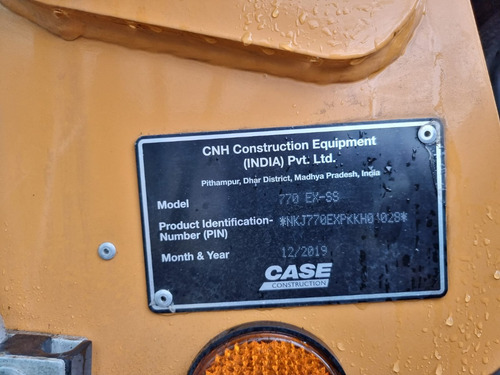 CNH Construction Equipment
(INDIA) Pvt. Ltd.
Pithampur, Dhar District, Madhya Pradesh, India
Model 770 EX-SS
Product Identification-
Number (PIN)
Month & Year 12/2019
CASE
CONSTRUCTION